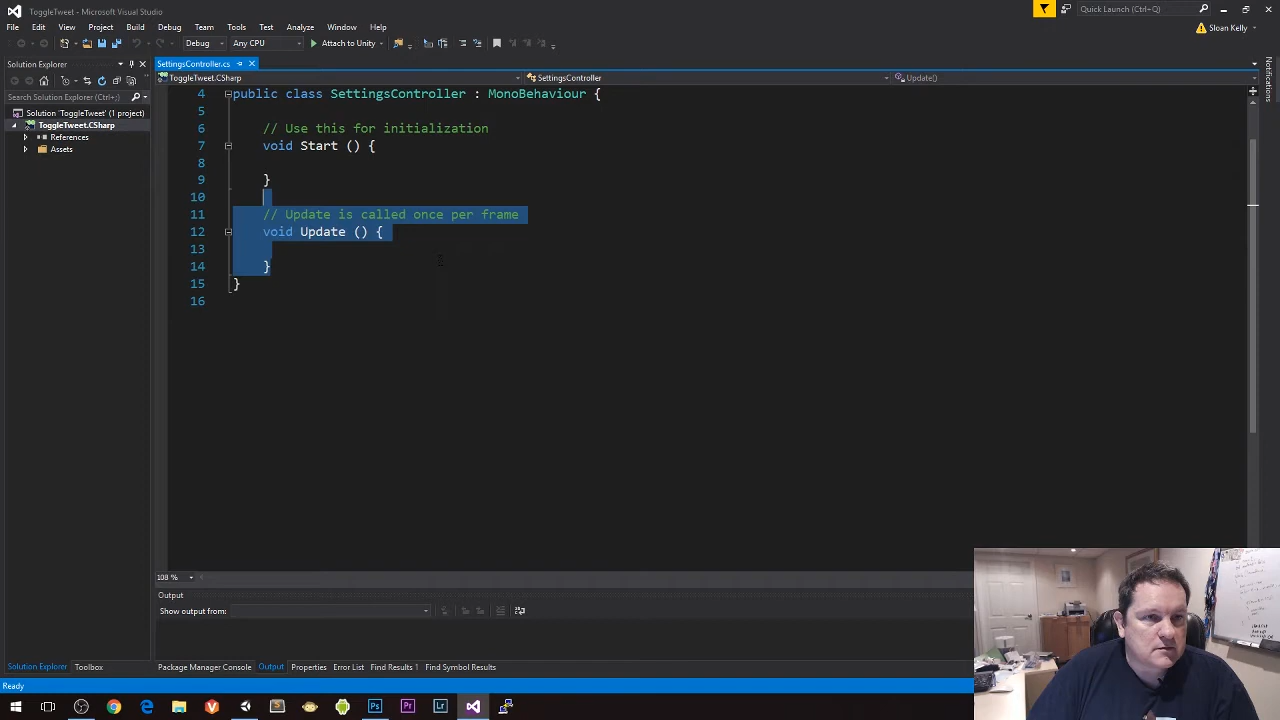 ToggleTweet - Microsoft Visual Studio
Quick Launch (Ctrl+Q)
File Edit View Project Build Debug Team Tools Test Analyze Window Help
Sloan Kelly
Debug Any CPU Attach to Unity
Solution Explorer
SettingsController.cs
ToggleTweet.CSharp SettingsController Update()
Search Solution Explorer (Ctrl+;)
Solution 'ToggleTweet' (1 project)
ToggleTweet.CSharp
References
Assets
Notifications
4 public class SettingsController : MonoBehaviour {
5
6 // Use this for initialization
7 void Start () {
8
9 }
10
11 // Update is called once per frame
12 void Update () {
13
14 }
15 }
16
108 %
Output
Show output from:
Solution Explorer Toolbox
Package Manager Console Output Properties Error List Find Results 1 Find Symbol Results
Ready
Ps Pr Lr